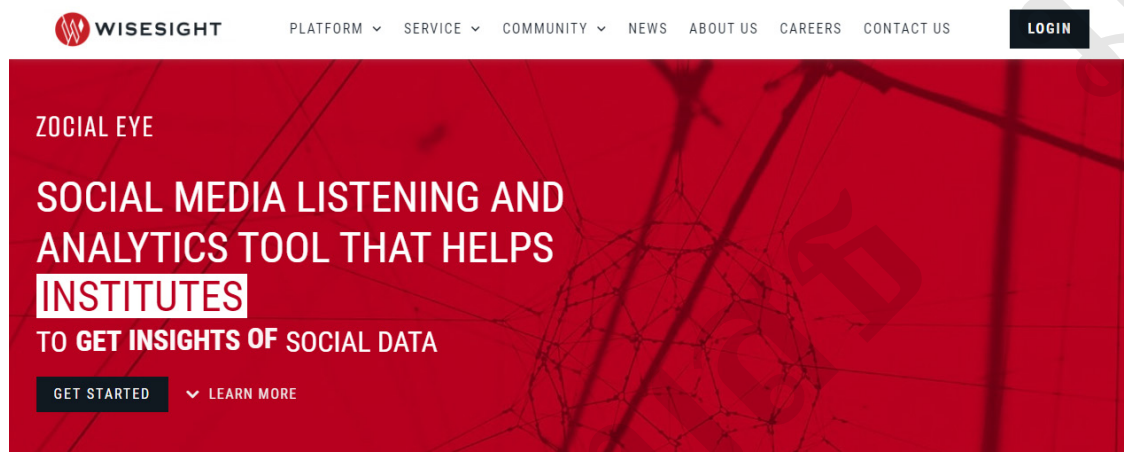 WISESIGHT PLATFORM SERVICE COMMUNITY NEWS ABOUT US CAREERS CONTACT US LOGIN
ZOCIAL EYE
SOCIAL MEDIA LISTENING AND
ANALYTICS TOOL THAT HELPS
INSTITUTES
TO GET INSIGHTS OF SOCIAL DATA
GET STARTED LEARN MORE